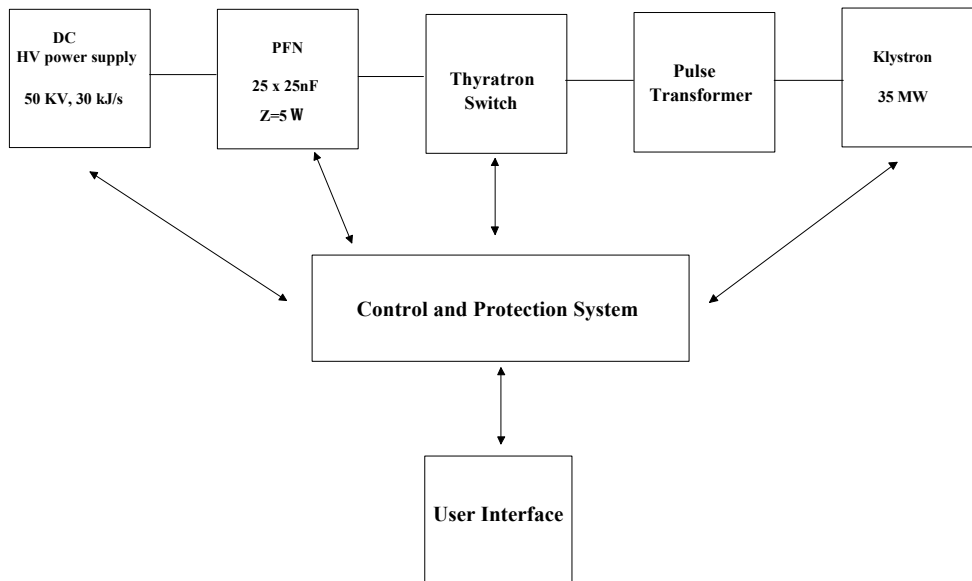 DC
HV power supply
50 KV, 30 kJ/s
PFN
25 x 25nF
Z=5 W
Thyratron
Switch
Pulse
Transformer
Klystron
35 MW
Control and Protection System
User Interface